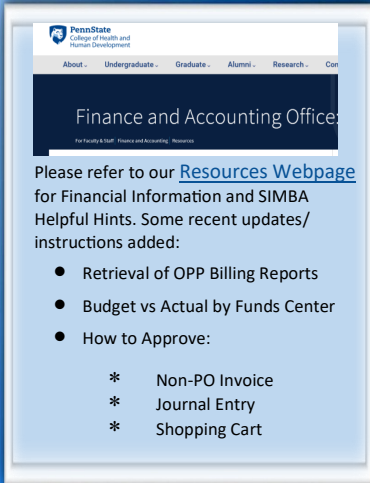 PennState
College of Health and
Human Development
About Undergraduate Graduate Alumni Research Con
Finance and Accounting Office:
For Faculty & Staff Finance and Accounting Resources
Please refer to our Resources Webpage
for Financial Information and SIMBA
Helpful Hints. Some recent updates/
instructions added:
● Retrieval of OPP Billing Reports
● Budget vs Actual by Funds Center
● How to Approve:
* Non-PO Invoice
* Journal Entry
* Shopping Cart